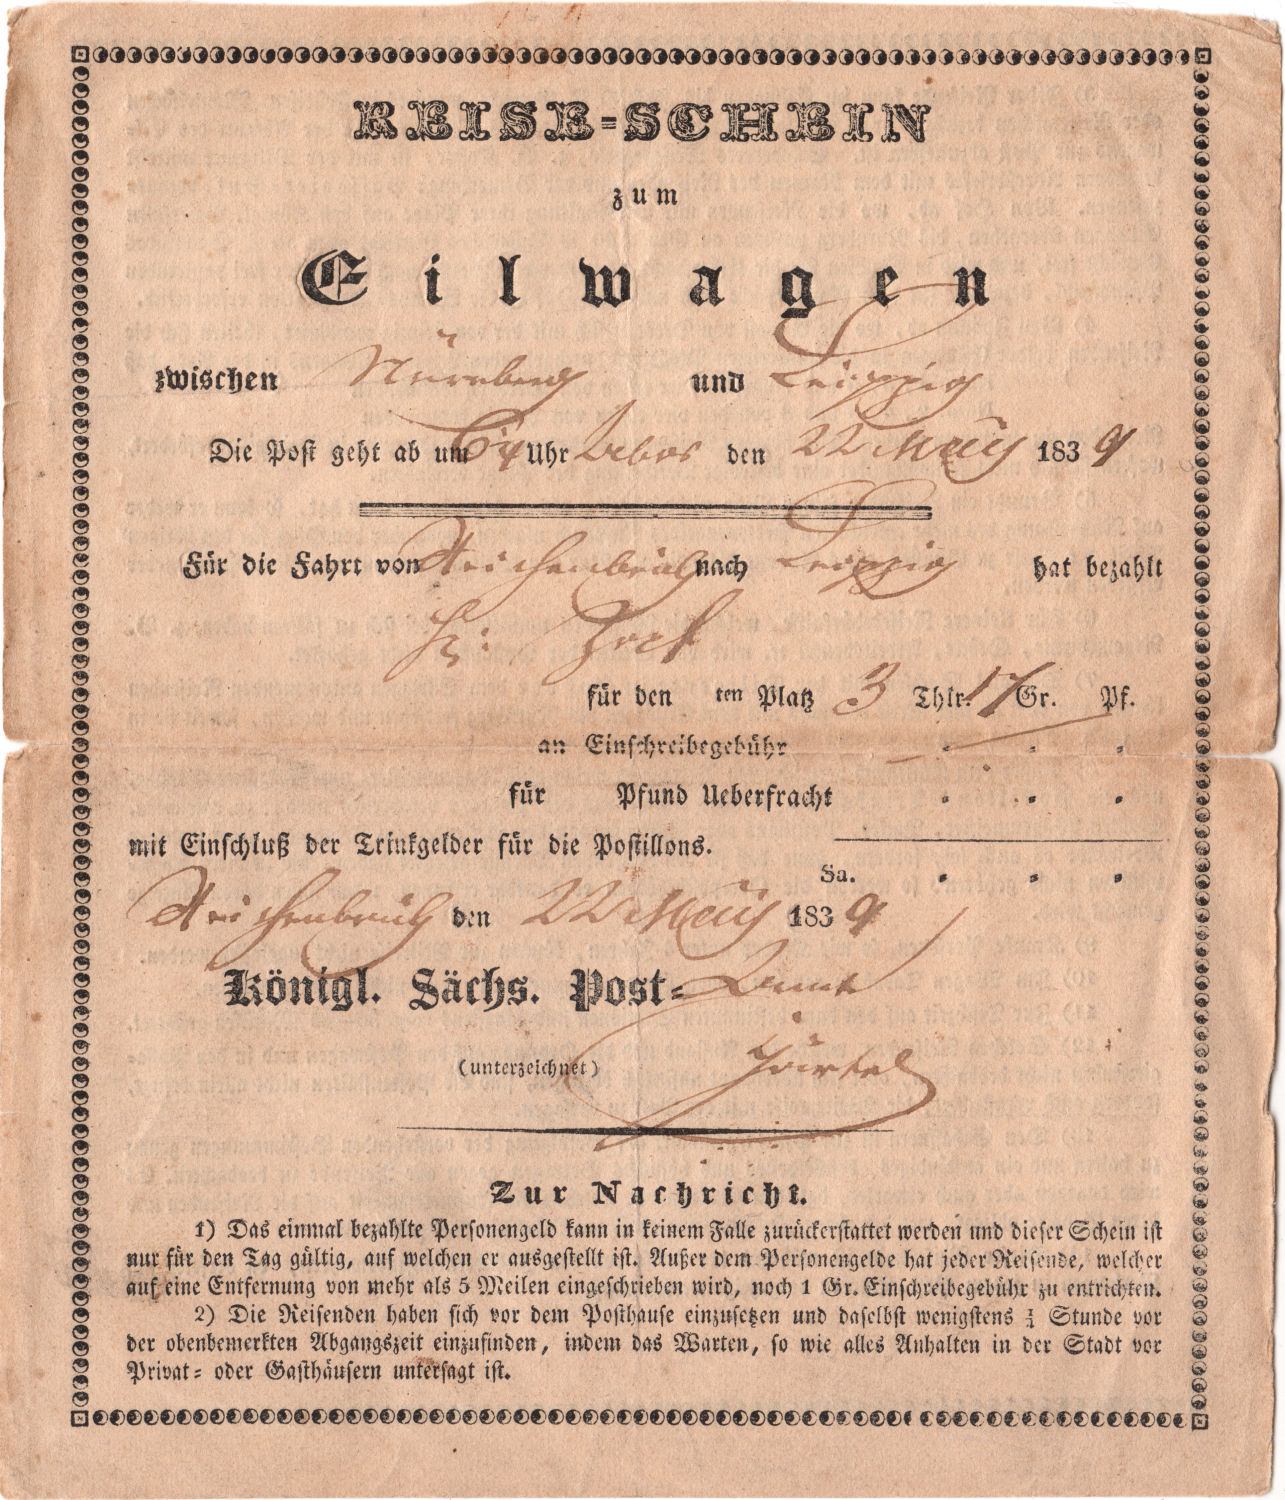 REISE=SCHEIN
zum
Eilwagen
zwischen Nürnberg und Leipzig
Die Post geht ab um Uhr den 22 May 1839
Für die Fahrt von Reichenbach nach Leipzig hat bezahlt
für den ten Platz 3 Thlr. 17 Gr. Pf.
an Einschreibegebühr
für Pfund Ueberfracht
mit Einschluß der Trinkgelder für die Postillons.
Sa.
Reichenbach den 22 May 1839
Königl. Sächs. Post=Amt
(unterzeichnet) Härtel
Zur Nachricht.
1) Das einmal bezahlte Personengeld kann in keinem Falle zurückerstattet werden und dieser Schein ist
nur für den Tag gültig, auf welchen er ausgestellt ist. Außer dem Personengelde hat jeder Reisende, welcher
auf eine Entfernung von mehr als 5 Meilen eingeschrieben wird, noch 1 Gr. Einschreibegebühr zu entrichten.
2) Die Reisenden haben sich vor dem Posthause einzusetzen und daselbst wenigstens ¼ Stunde vor
der obenbemerkten Abgangszeit einzufinden, indem das Warten, so wie alles Anhalten in der Stadt vor
Privat= oder Gasthäusern untersagt ist.